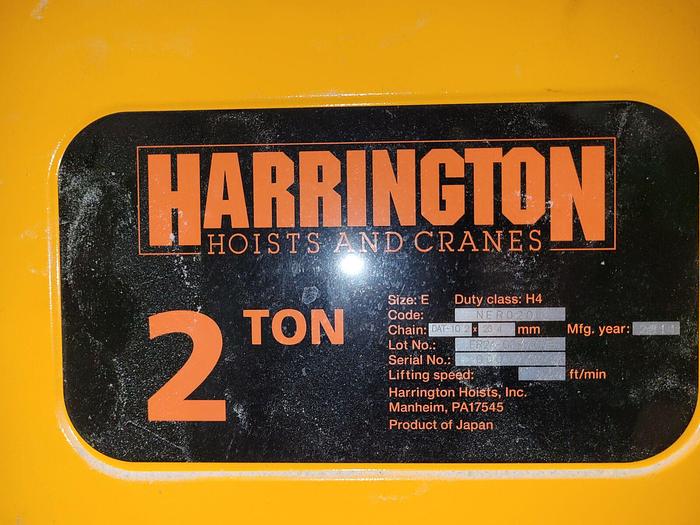 HARRINGTON
HOISTS AND CRANES
2 TON
Size: E Duty class: H4
Code:
Chain: x mm Mfg. year:
Lot No.:
Serial No.:
Lifting speed: ft/min
Harrington Hoists, Inc.
Manheim, PA17545
Product of Japan